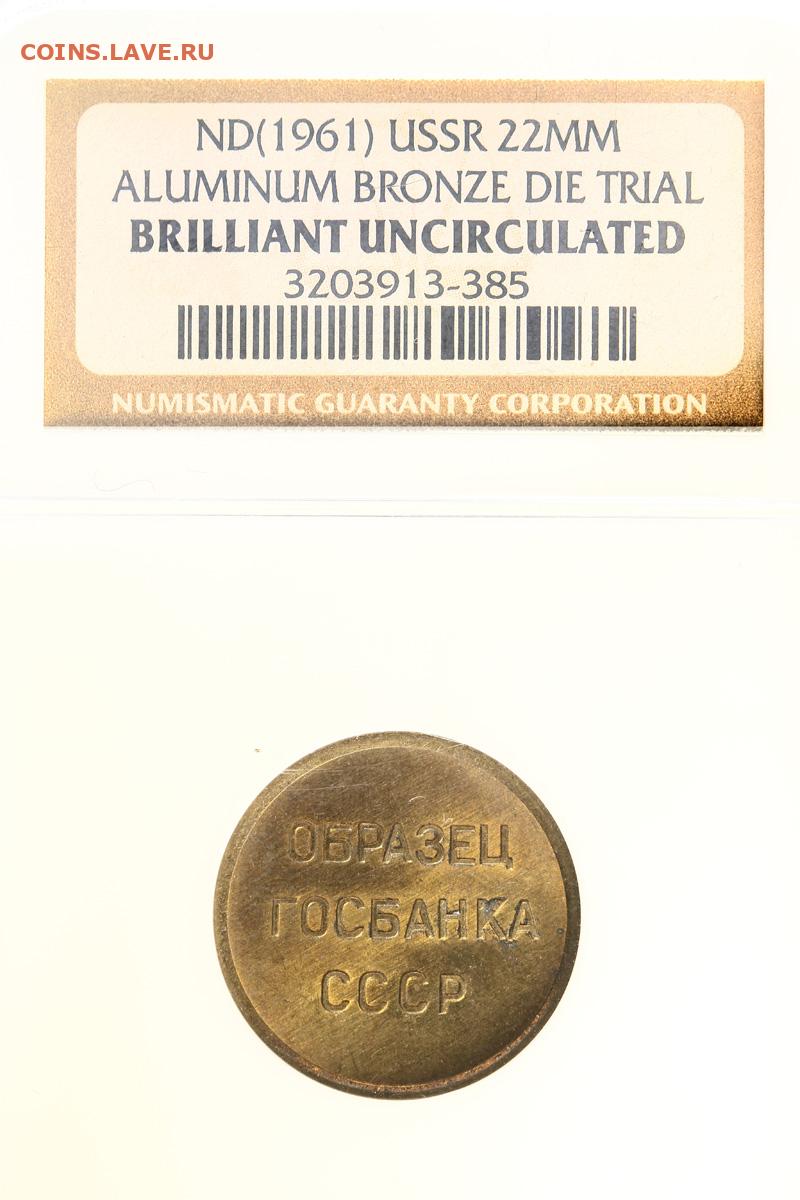 COINS.LAVE.RU
ND(1961) USSR 22MM
ALUMINUM BRONZE DIE TRIAL
BRILLIANT UNCIRCULATED
3203913-385
NUMISMATIC GUARANTY CORPORATION
ОБРАЗЕЦ
ГОСБАНКА
СССР